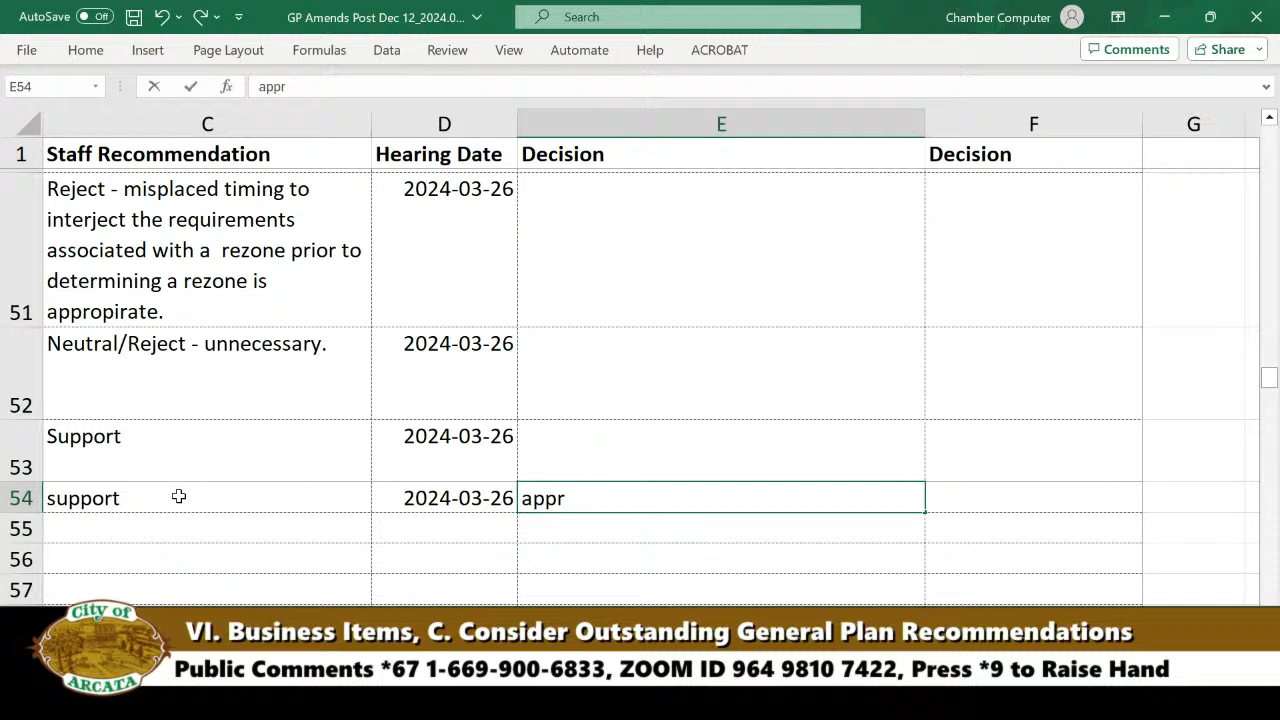 AutoSave Off GP Amends Post Dec 12_2024.0... Search Chamber Computer
File Home Insert Page Layout Formulas Data Review View Automate Help ACROBAT Comments Share
E54 fx appr
C D E F G
1 Staff Recommendation Hearing Date Decision Decision
Reject - misplaced timing to 2024-03-26
interject the requirements
associated with a rezone prior to
determining a rezone is
51 appropirate.
Neutral/Reject - unnecessary. 2024-03-26
52
Support 2024-03-26
53
54 support 2024-03-26 appr
55
56
57
City of ARCATA
VI. Business Items, C. Consider Outstanding General Plan Recommendations
Public Comments *67 1-669-900-6833, ZOOM ID 964 9810 7422, Press *9 to Raise Hand